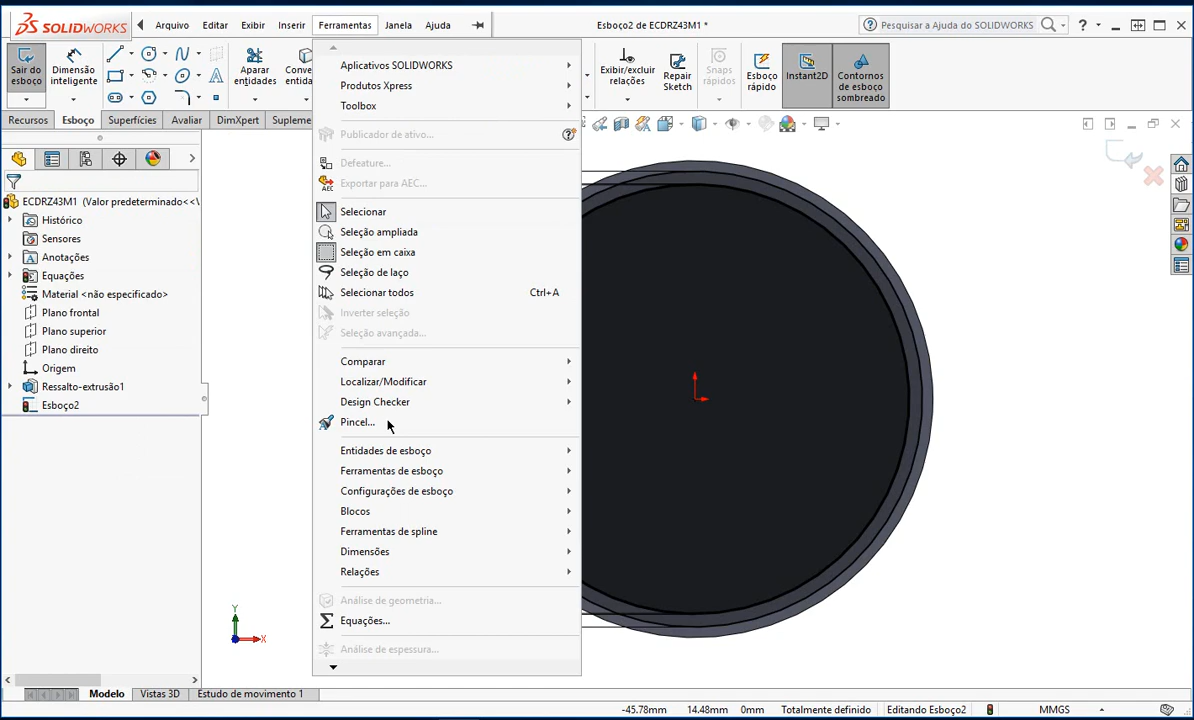 SOLIDWORKS
Arquivo Editar Exibir Inserir Ferramentas Janela Ajuda
Esboço2 de ECDRZ43M1 *
Pesquisar a Ajuda do SOLIDWORKS
Sair do esboço
Dimensão inteligente
Aparar entidades
Conve
entida
Exibir/excluir relações
Repair Sketch
Snaps rápidos
Esboço rápido
Instant2D
Contornos de esboço sombreado
Recursos Esboço Superfícies Avaliar DimXpert Supleme
ECDRZ43M1 (Valor predeterminado<<V
Histórico
Sensores
Anotações
Equações
Material <não especificado>
Plano frontal
Plano superior
Plano direito
Origem
Ressalto-extrusão1
Esboço2
Aplicativos SOLIDWORKS
Produtos Xpress
Toolbox
Publicador de ativo...
Defeature...
Exportar para AEC...
Selecionar
Seleção ampliada
Seleção em caixa
Seleção de laço
Selecionar todos Ctrl+A
Inverter seleção
Seleção avançada...
Comparar
Localizar/Modificar
Design Checker
Pincel...
Entidades de esboço
Ferramentas de esboço
Configurações de esboço
Blocos
Ferramentas de spline
Dimensões
Relações
Análise de geometria...
Equações...
Análise de espessura...
Y
X
Modelo Vistas 3D Estudo de movimento 1
-45.78mm 14.48mm 0mm Totalmente definido Editando Esboço2 MMGS